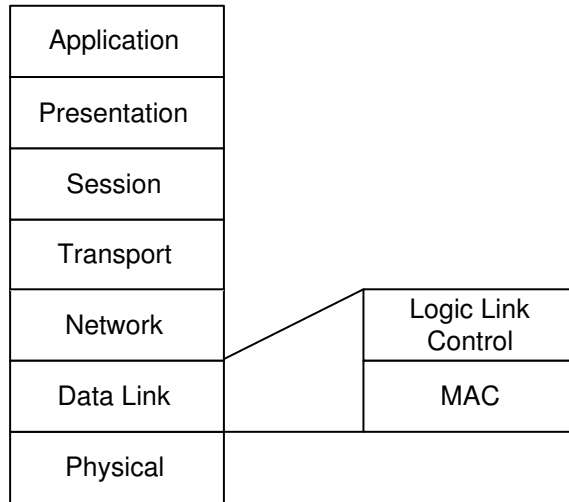 Application
Presentation
Session
Transport
Network
Data Link
Physical
Logic Link
Control
MAC